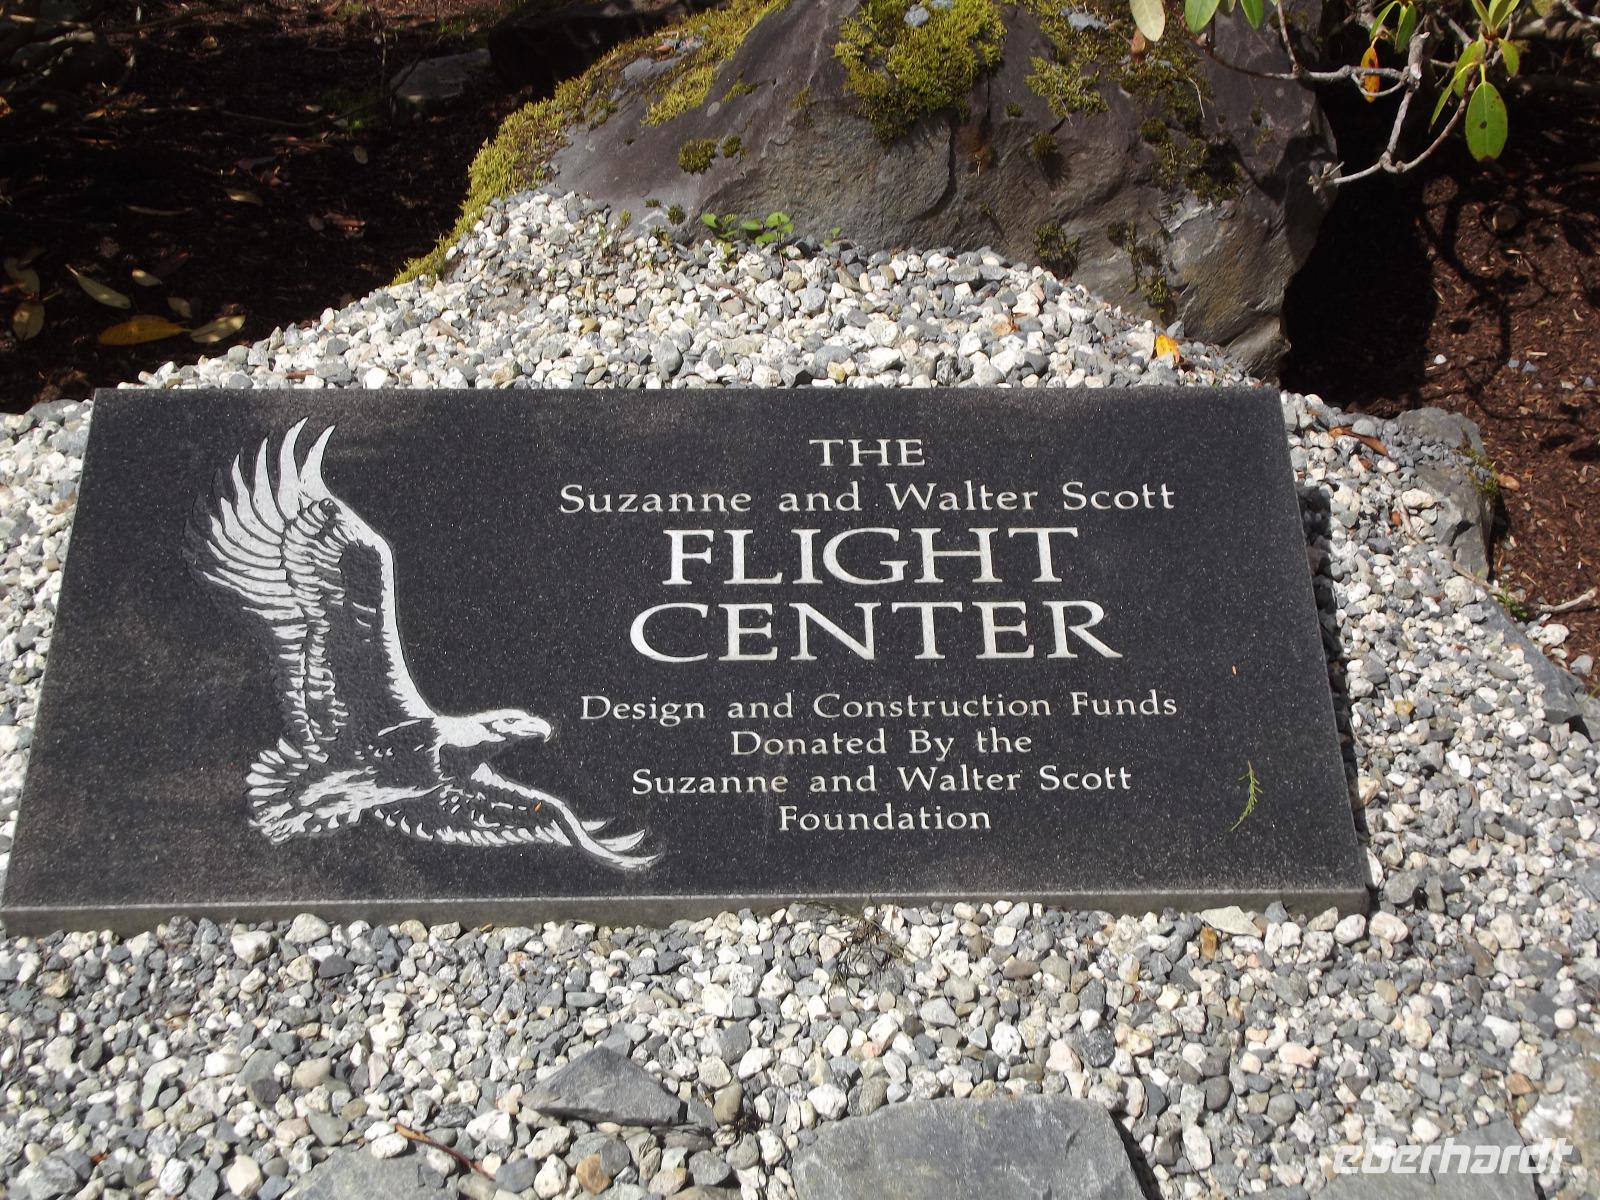 THE
Suzanne and Walter Scott
FLIGHT
CENTER
Design and Construction Funds
Donated By the
Suzanne and Walter Scott
Foundation
eberhardt